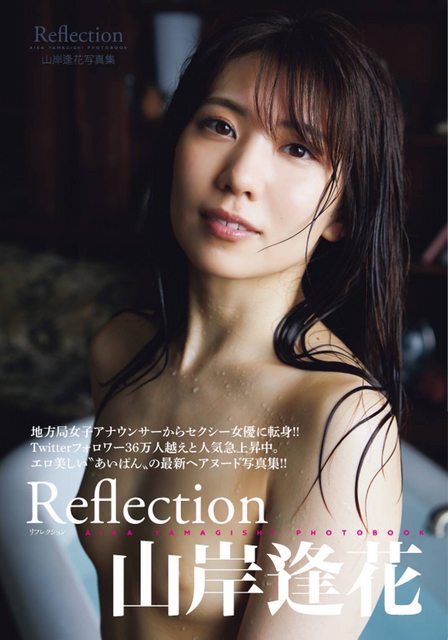 Reflection
AIKA YAMAGISHI PHOTOBOOK
山岸逢花写真集
地方局女子アナウンサーからセクシー女優に転身!!
Twitterフォロワー36万人越えと人気急上昇中。
エロ美しい〝あいぱん〟の最新ヘアヌード写真集!!
Reflection
リフレクション AIKA YAMAGISHI PHOTOBOOK
山岸逢花